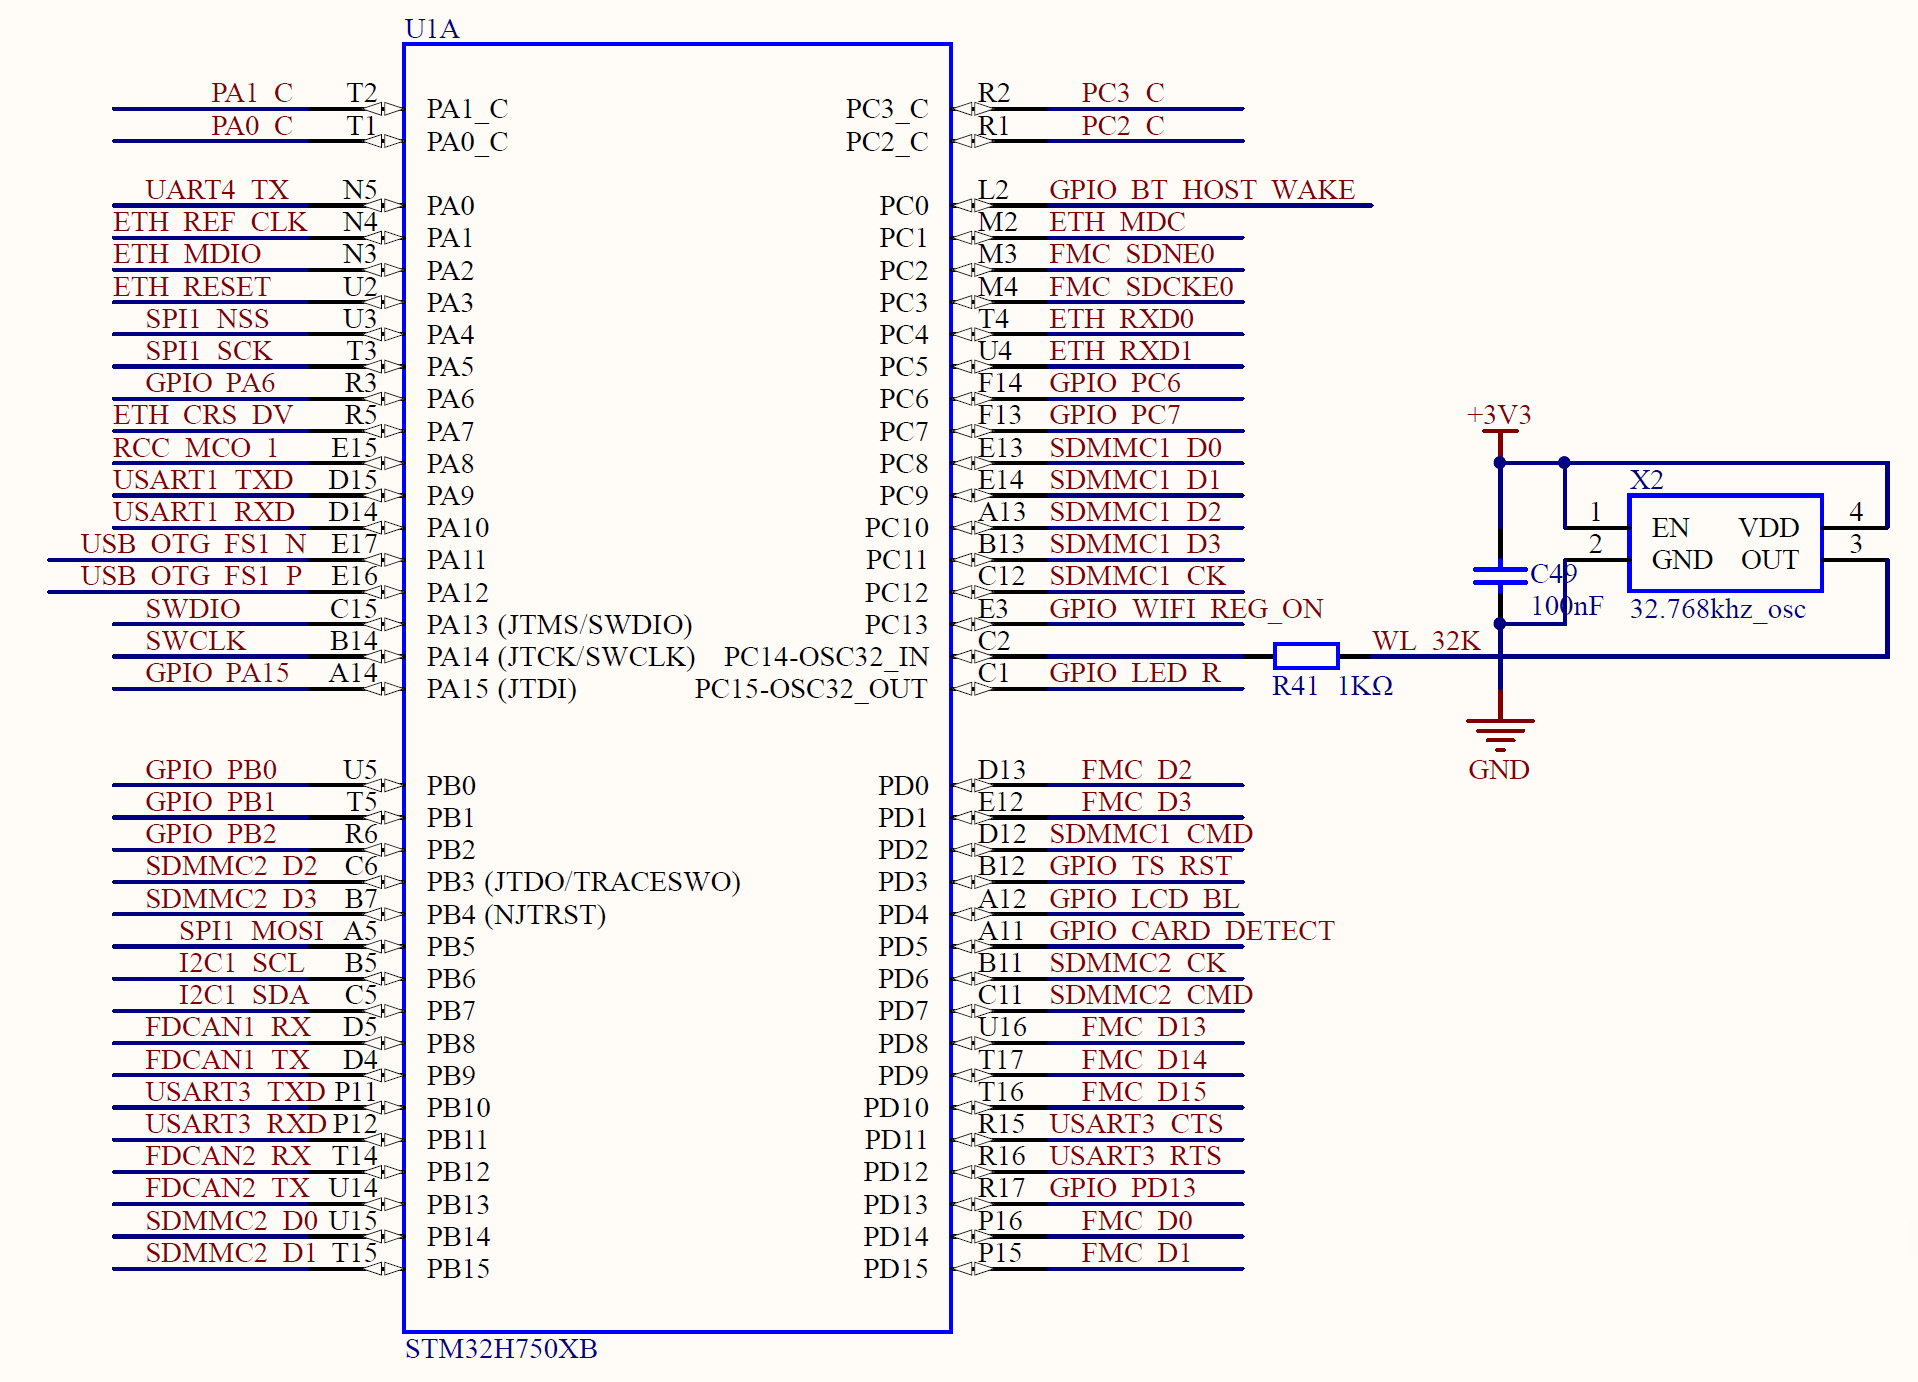 U1A
PA1_C T2 PA1_C PC3_C R2 PC3_C
PA0_C T1 PA0_C PC2_C R1 PC2_C
UART4_TX N5 PA0 PC0 L2 GPIO_BT_HOST_WAKE
ETH_REF_CLK N4 PA1 PC1 M2 ETH_MDC
ETH_MDIO N3 PA2 PC2 M3 FMC_SDNE0
ETH_RESET U2 PA3 PC3 M4 FMC_SDCKE0
SPI1_NSS U3 PA4 PC4 T4 ETH_RXD0
SPI1_SCK T3 PA5 PC5 U4 ETH_RXD1
GPIO_PA6 R3 PA6 PC6 F14 GPIO_PC6
ETH_CRS_DV R5 PA7 PC7 F13 GPIO_PC7
RCC_MCO_1 E15 PA8 PC8 E13 SDMMC1_D0
USART1_TXD D15 PA9 PC9 E14 SDMMC1_D1
USART1_RXD D14 PA10 PC10 A13 SDMMC1_D2
USB_OTG_FS1_N E17 PA11 PC11 B13 SDMMC1_D3
USB_OTG_FS1_P E16 PA12 PC12 C12 SDMMC1_CK
SWDIO C15 PA13 (JTMS/SWDIO) PC13 E3 GPIO_WIFI_REG_ON
SWCLK B14 PA14 (JTCK/SWCLK) PC14-OSC32_IN C2 WL_32K
GPIO_PA15 A14 PA15 (JTDI) PC15-OSC32_OUT C1 GPIO_LED_R
R41 1KΩ
+3V3
X2
1 EN VDD 4
2 GND OUT 3
C49
100nF
32.768khz_osc
GND
GPIO_PB0 U5 PB0 PD0 D13 FMC_D2
GPIO_PB1 T5 PB1 PD1 E12 FMC_D3
GPIO_PB2 R6 PB2 PD2 D12 SDMMC1_CMD
SDMMC2_D2 C6 PB3 (JTDO/TRACESWO) PD3 B12 GPIO_TS_RST
SDMMC2_D3 B7 PB4 (NJTRST) PD4 A12 GPIO_LCD_BL
SPI1_MOSI A5 PB5 PD5 A11 GPIO_CARD_DETECT
I2C1_SCL B5 PB6 PD6 B11 SDMMC2_CK
I2C1_SDA C5 PB7 PD7 C11 SDMMC2_CMD
FDCAN1_RX D5 PB8 PD8 U16 FMC_D13
FDCAN1_TX D4 PB9 PD9 T17 FMC_D14
USART3_TXD P11 PB10 PD10 T16 FMC_D15
USART3_RXD P12 PB11 PD11 R15 USART3_CTS
FDCAN2_RX T14 PB12 PD12 R16 USART3_RTS
FDCAN2_TX U14 PB13 PD13 R17 GPIO_PD13
SDMMC2_D0 U15 PB14 PD14 P16 FMC_D0
SDMMC2_D1 T15 PB15 PD15 P15 FMC_D1
STM32H750XB